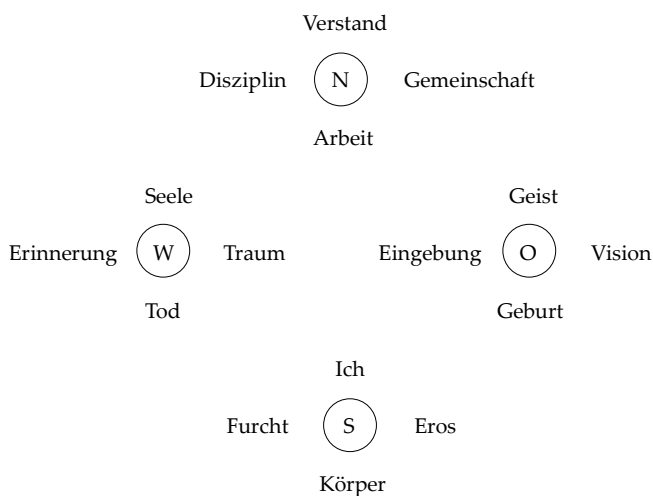 Verstand
Disziplin N Gemeinschaft
Arbeit
Seele Geist
Erinnerung W Traum Eingebung O Vision
Tod Geburt
Ich
Furcht S Eros
Körper